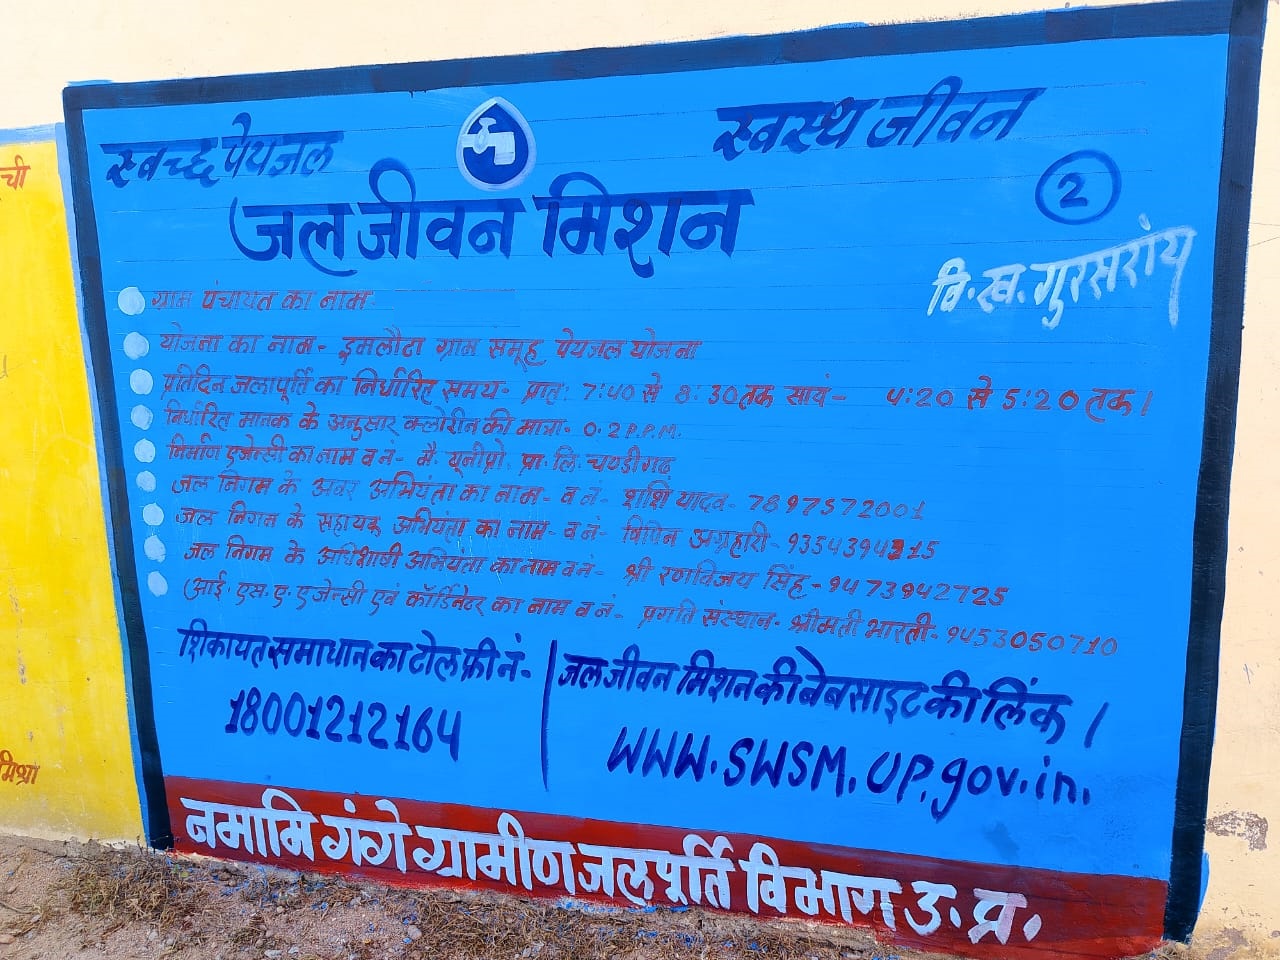 स्वच्छ पेयजल
स्वस्थ जीवन
जल जीवन मिशन
2
वि.ख. गुरसरांय
ग्राम पंचायत का नाम
योजना का नाम- इमलौटा ग्राम समूह पेयजल योजना
प्रतिदिन जलापूर्ति का निर्धारित समय- प्रात: 7:40 से 8:30 तक सायं- 4:20 से 5:20 तक।
निर्धारित मानक के अनुसार क्लोरीन की मात्रा- 0.2 P.P.M.
निर्माण एजेन्सी का नाम व नं- मै. यूनीप्रो. प्रा. लि. चण्डीगढ़
जल निगम के अवर अभियंता का नाम- व नं- शशि यादव- 7897572001
जल निगम के सहायक अभियंता का नाम- व नं- विपिन अग्रहारी- 9354394315
जल निगम के अधिशाषी अभियंता का नाम व नं- श्री रणविजय सिंह- 9473942725
(आई. एस. ए. एजेन्सी एवं कॉर्डिनेटर का नाम व नं- प्रगति संस्थान- श्रीमती भारती- 9453050710
शिकायत समाधान का टोल फ्री नं.-
18001212164
जल जीवन मिशन की वेबसाइट की लिंक।
WWW.SWSM.UP.gov.in.
नमामि गंगे ग्रामीण जलपूर्ति विभाग उ.प्र.
ची
मिश्रा